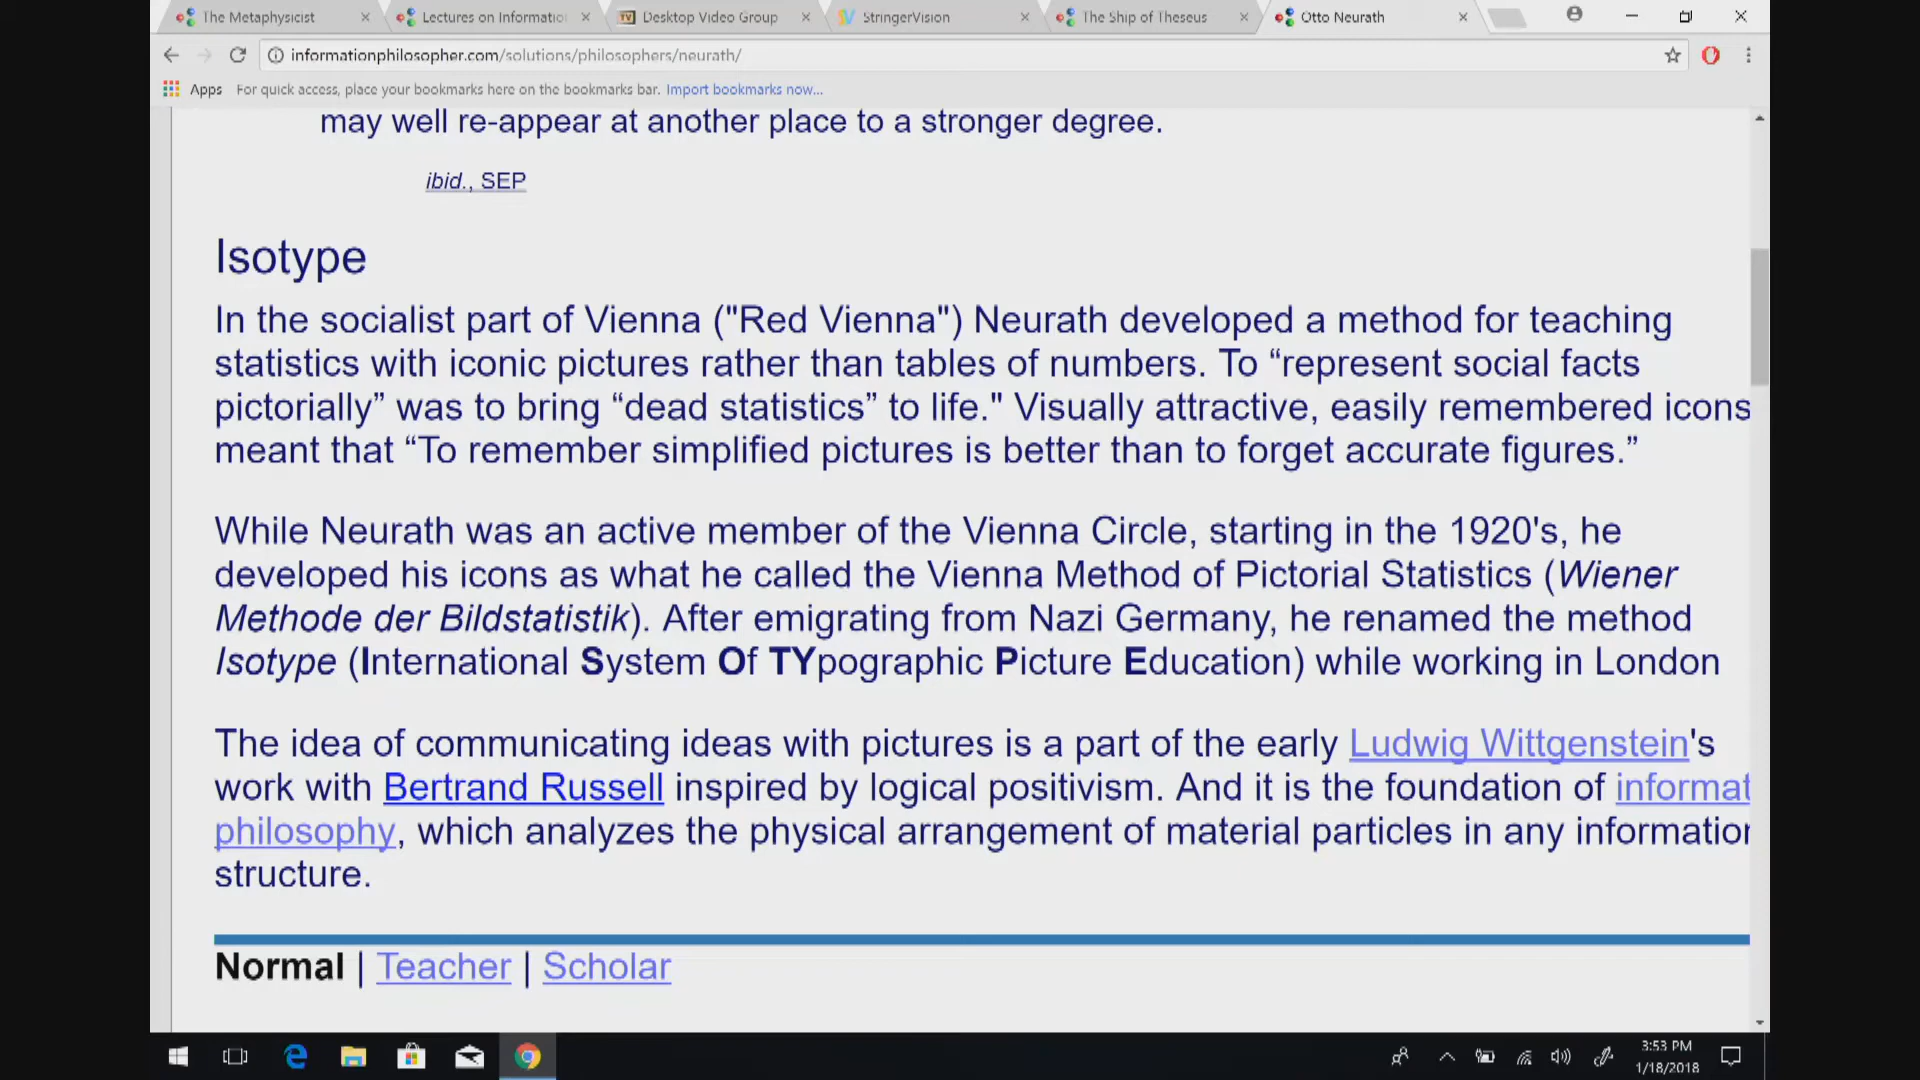 The Metaphysicist
Lectures on Informatio
Desktop Video Group
StringerVision
The Ship of Theseus
Otto Neurath
informationphilosopher.com/solutions/philosophers/neurath/
Apps For quick access, place your bookmarks here on the bookmarks bar. Import bookmarks now...
may well re-appear at another place to a stronger degree.
ibid., SEP
Isotype
In the socialist part of Vienna ("Red Vienna") Neurath developed a method for teaching
statistics with iconic pictures rather than tables of numbers. To “represent social facts
pictorially” was to bring “dead statistics” to life." Visually attractive, easily remembered icons
meant that “To remember simplified pictures is better than to forget accurate figures.”
While Neurath was an active member of the Vienna Circle, starting in the 1920's, he
developed his icons as what he called the Vienna Method of Pictorial Statistics (Wiener
Methode der Bildstatistik). After emigrating from Nazi Germany, he renamed the method
Isotype (International System Of TYpographic Picture Education) while working in London
The idea of communicating ideas with pictures is a part of the early Ludwig Wittgenstein's
work with Bertrand Russell inspired by logical positivism. And it is the foundation of informat
philosophy, which analyzes the physical arrangement of material particles in any information
structure.
Normal | Teacher | Scholar
3:53 PM
1/18/2018